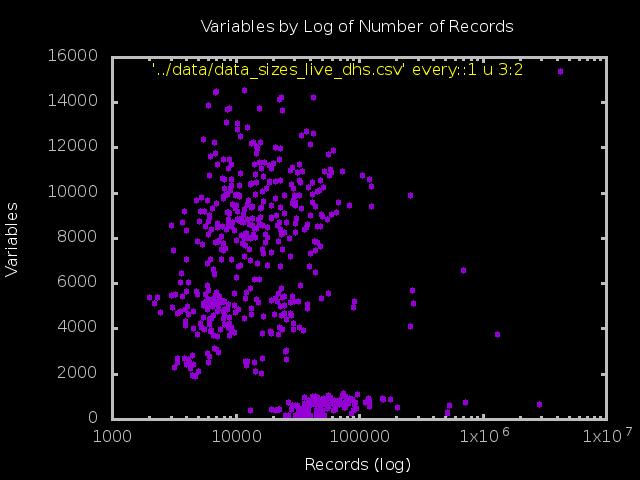 Variables by Log of Number of Records
'../data/data_sizes_live_dhs.csv' every::1 u 3:2
16000
14000
12000
10000
8000
6000
4000
2000
0
Variables
1000 10000 100000 1x10^6 1x10^7
Records (log)